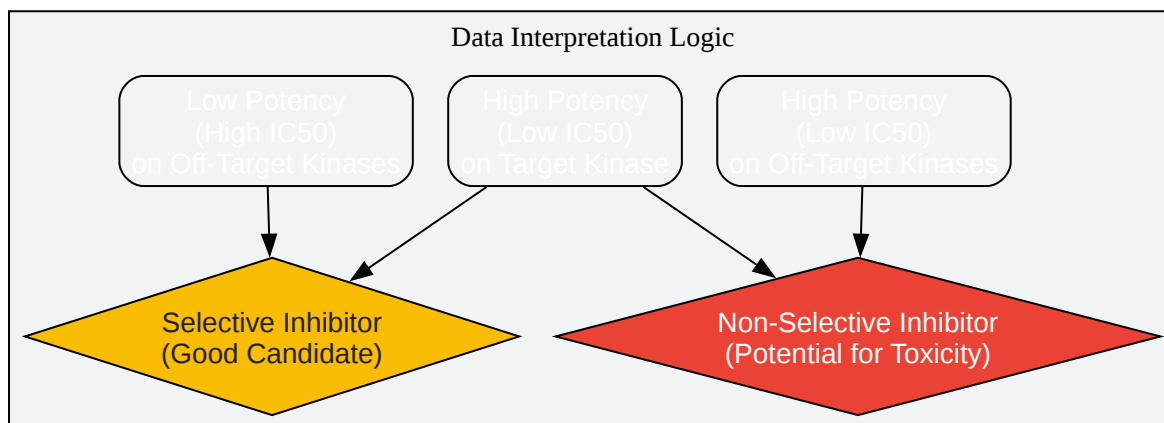 Data Interpretation Logic
Low Potency
(High IC50)
on Off-Target Kinases
High Potency
(Low IC50)
on Target Kinase
High Potency
(Low IC50)
on Off-Target Kinases
Selective Inhibitor
(Good Candidate)
Non-Selective Inhibitor
(Potential for Toxicity)